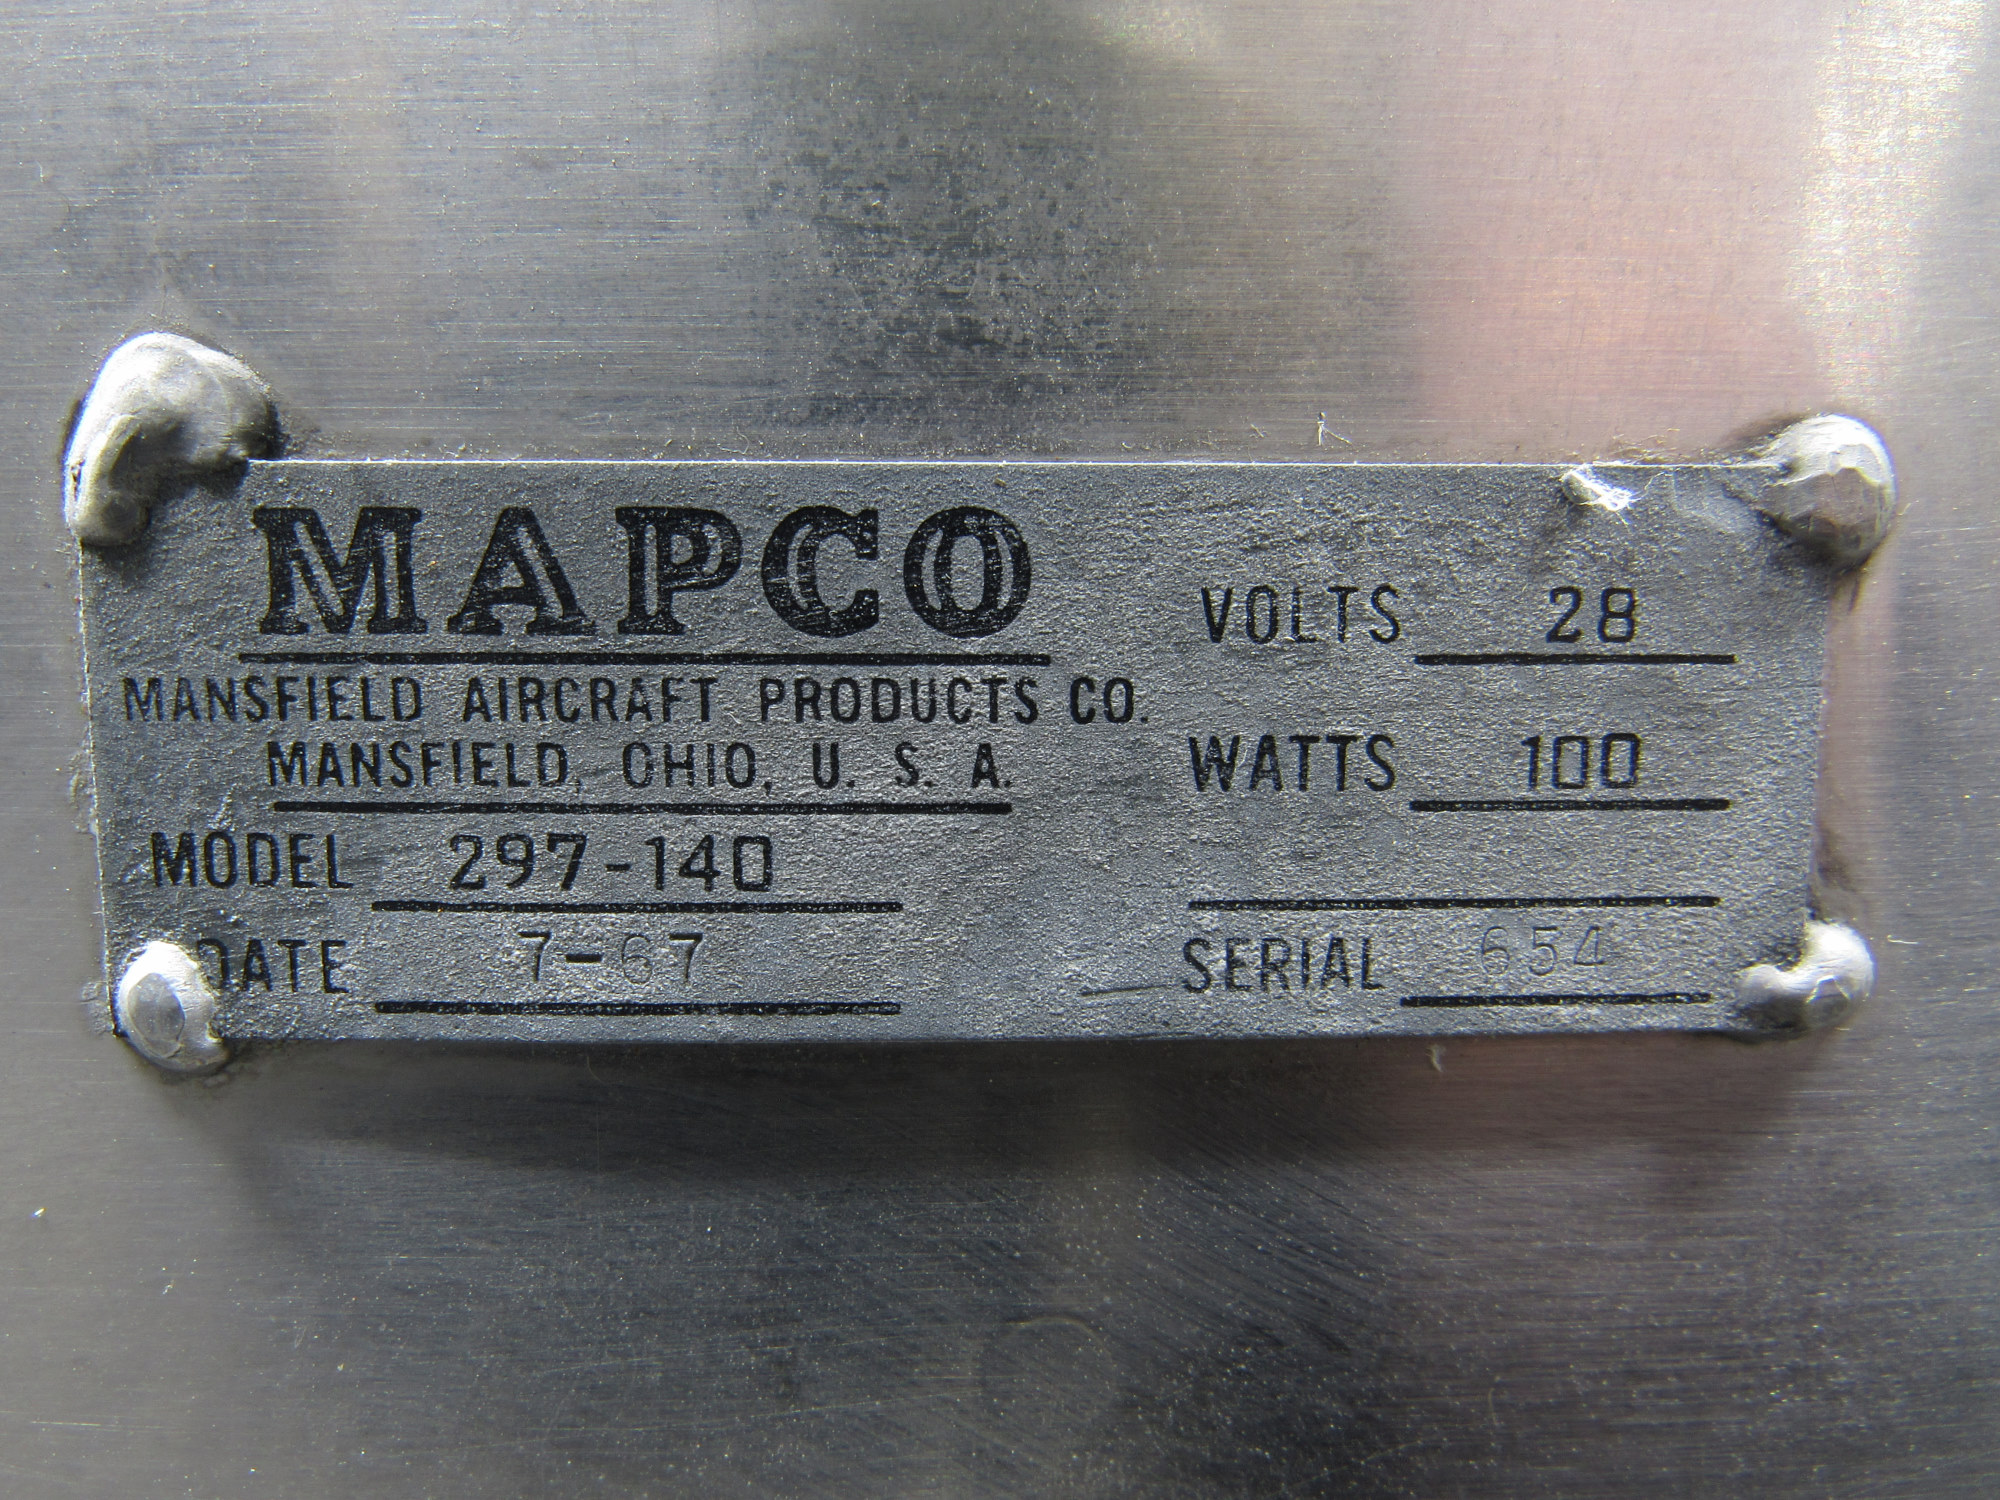 MAPCO
MANSFIELD AIRCRAFT PRODUCTS CO.
MANSFIELD, OHIO, U. S. A.
MODEL 297-140
DATE 7-67
VOLTS 28
WATTS 100
SERIAL 654